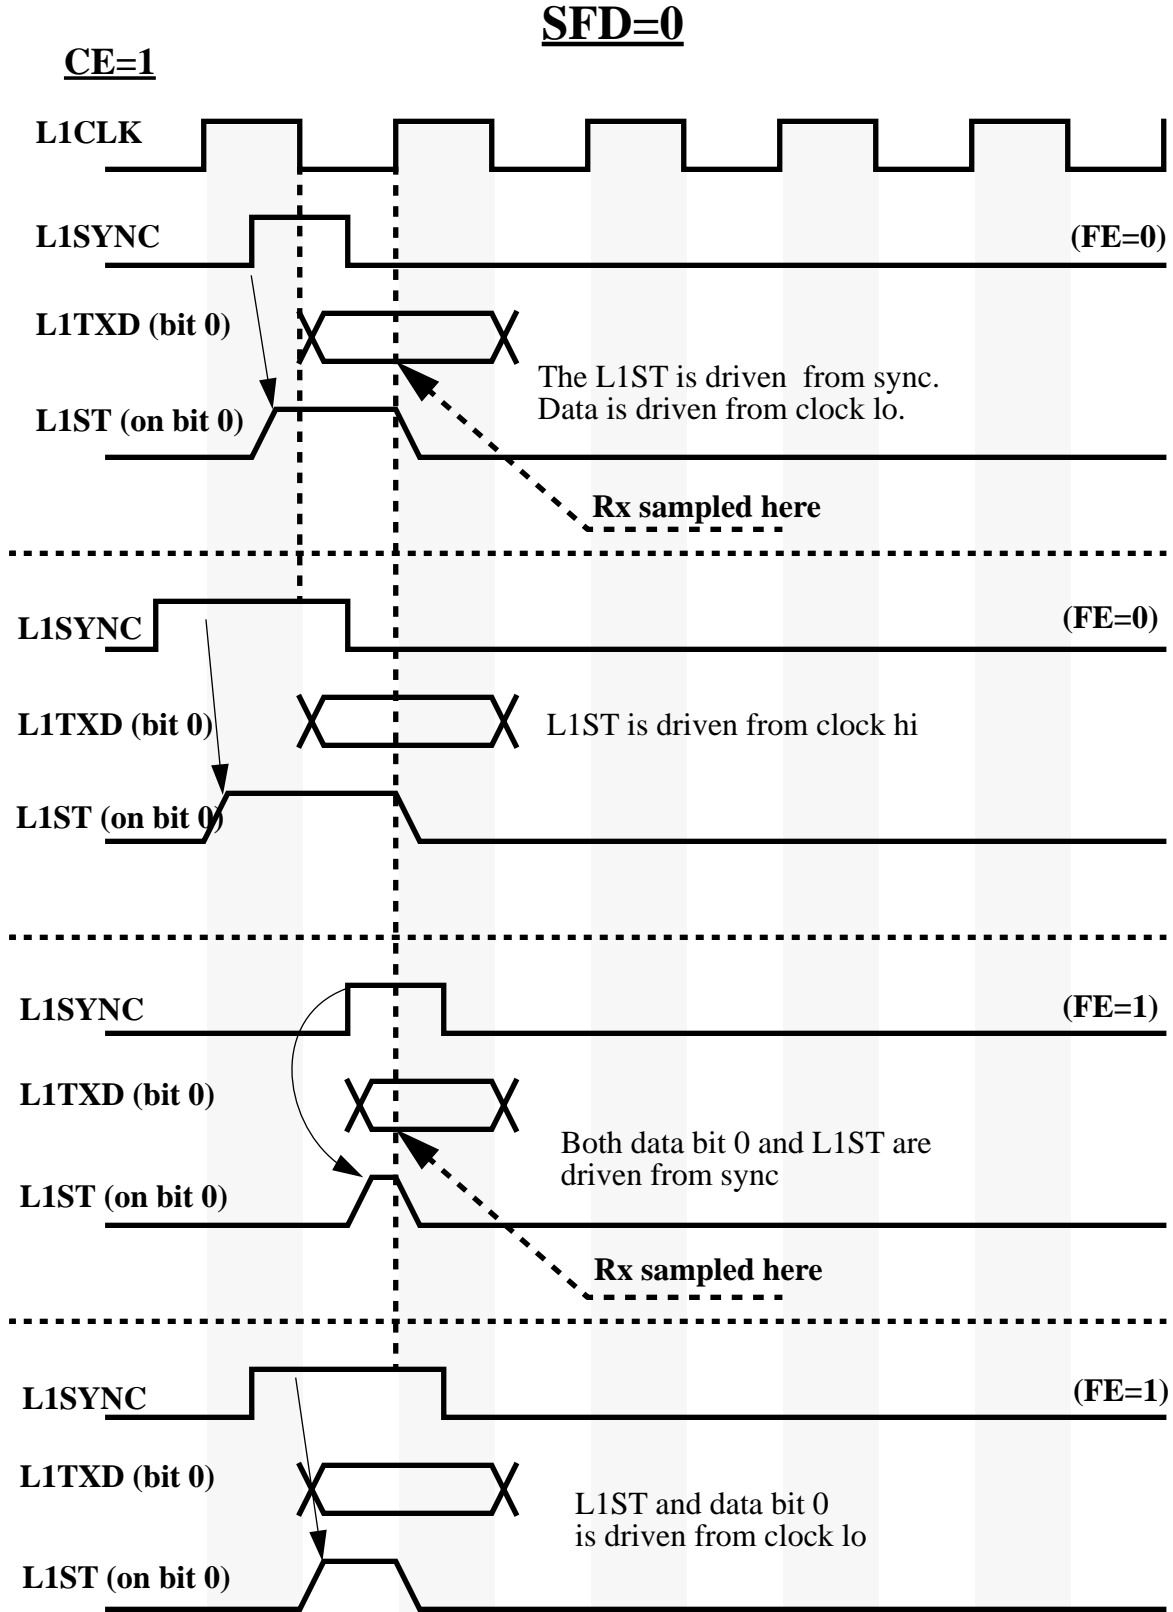 SFD=0
CE=1
L1CLK
L1SYNC
(FE=0)
L1TXD (bit 0)
The L1ST is driven from sync.
Data is driven from clock lo.
L1ST (on bit 0)
Rx sampled here
L1SYNC
(FE=0)
L1TXD (bit 0)
L1ST is driven from clock hi
L1ST (on bit 0)
L1SYNC
(FE=1)
L1TXD (bit 0)
Both data bit 0 and L1ST are
driven from sync
L1ST (on bit 0)
Rx sampled here
L1SYNC
(FE=1)
L1TXD (bit 0)
L1ST and data bit 0
is driven from clock lo
L1ST (on bit 0)